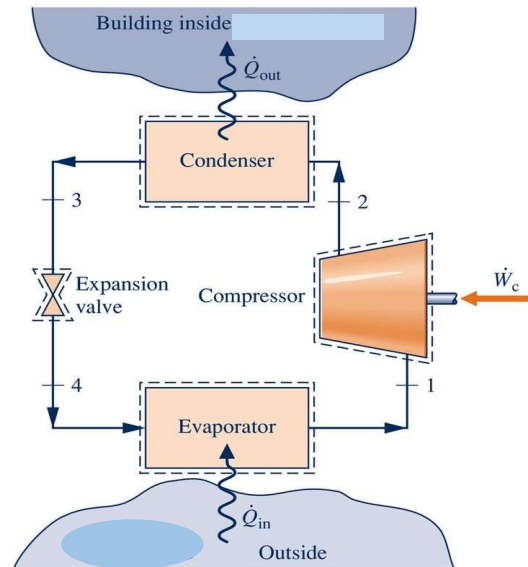 Building inside
Q̇out
Condenser
3
2
Expansion
valve
Compressor
Ẇc
4
1
Evaporator
Q̇in
Outside